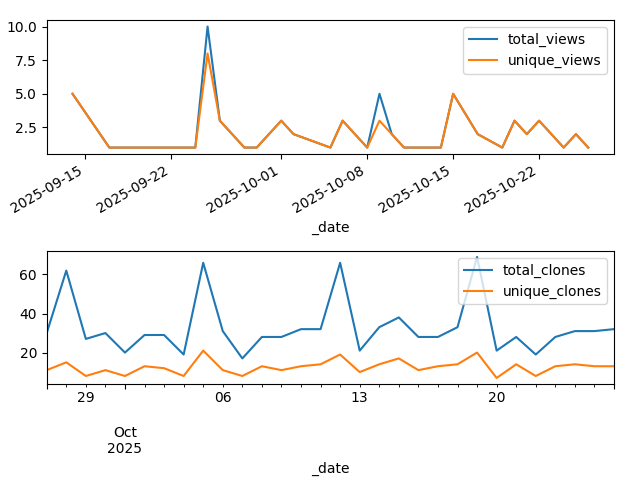 10.0
7.5
5.0
2.5
total_views
unique_views
2025-09-15
2025-09-22
2025-10-01
2025-10-08
2025-10-15
2025-10-22
_date
60
40
20
total_clones
unique_clones
29
06
13
20
Oct
2025
_date